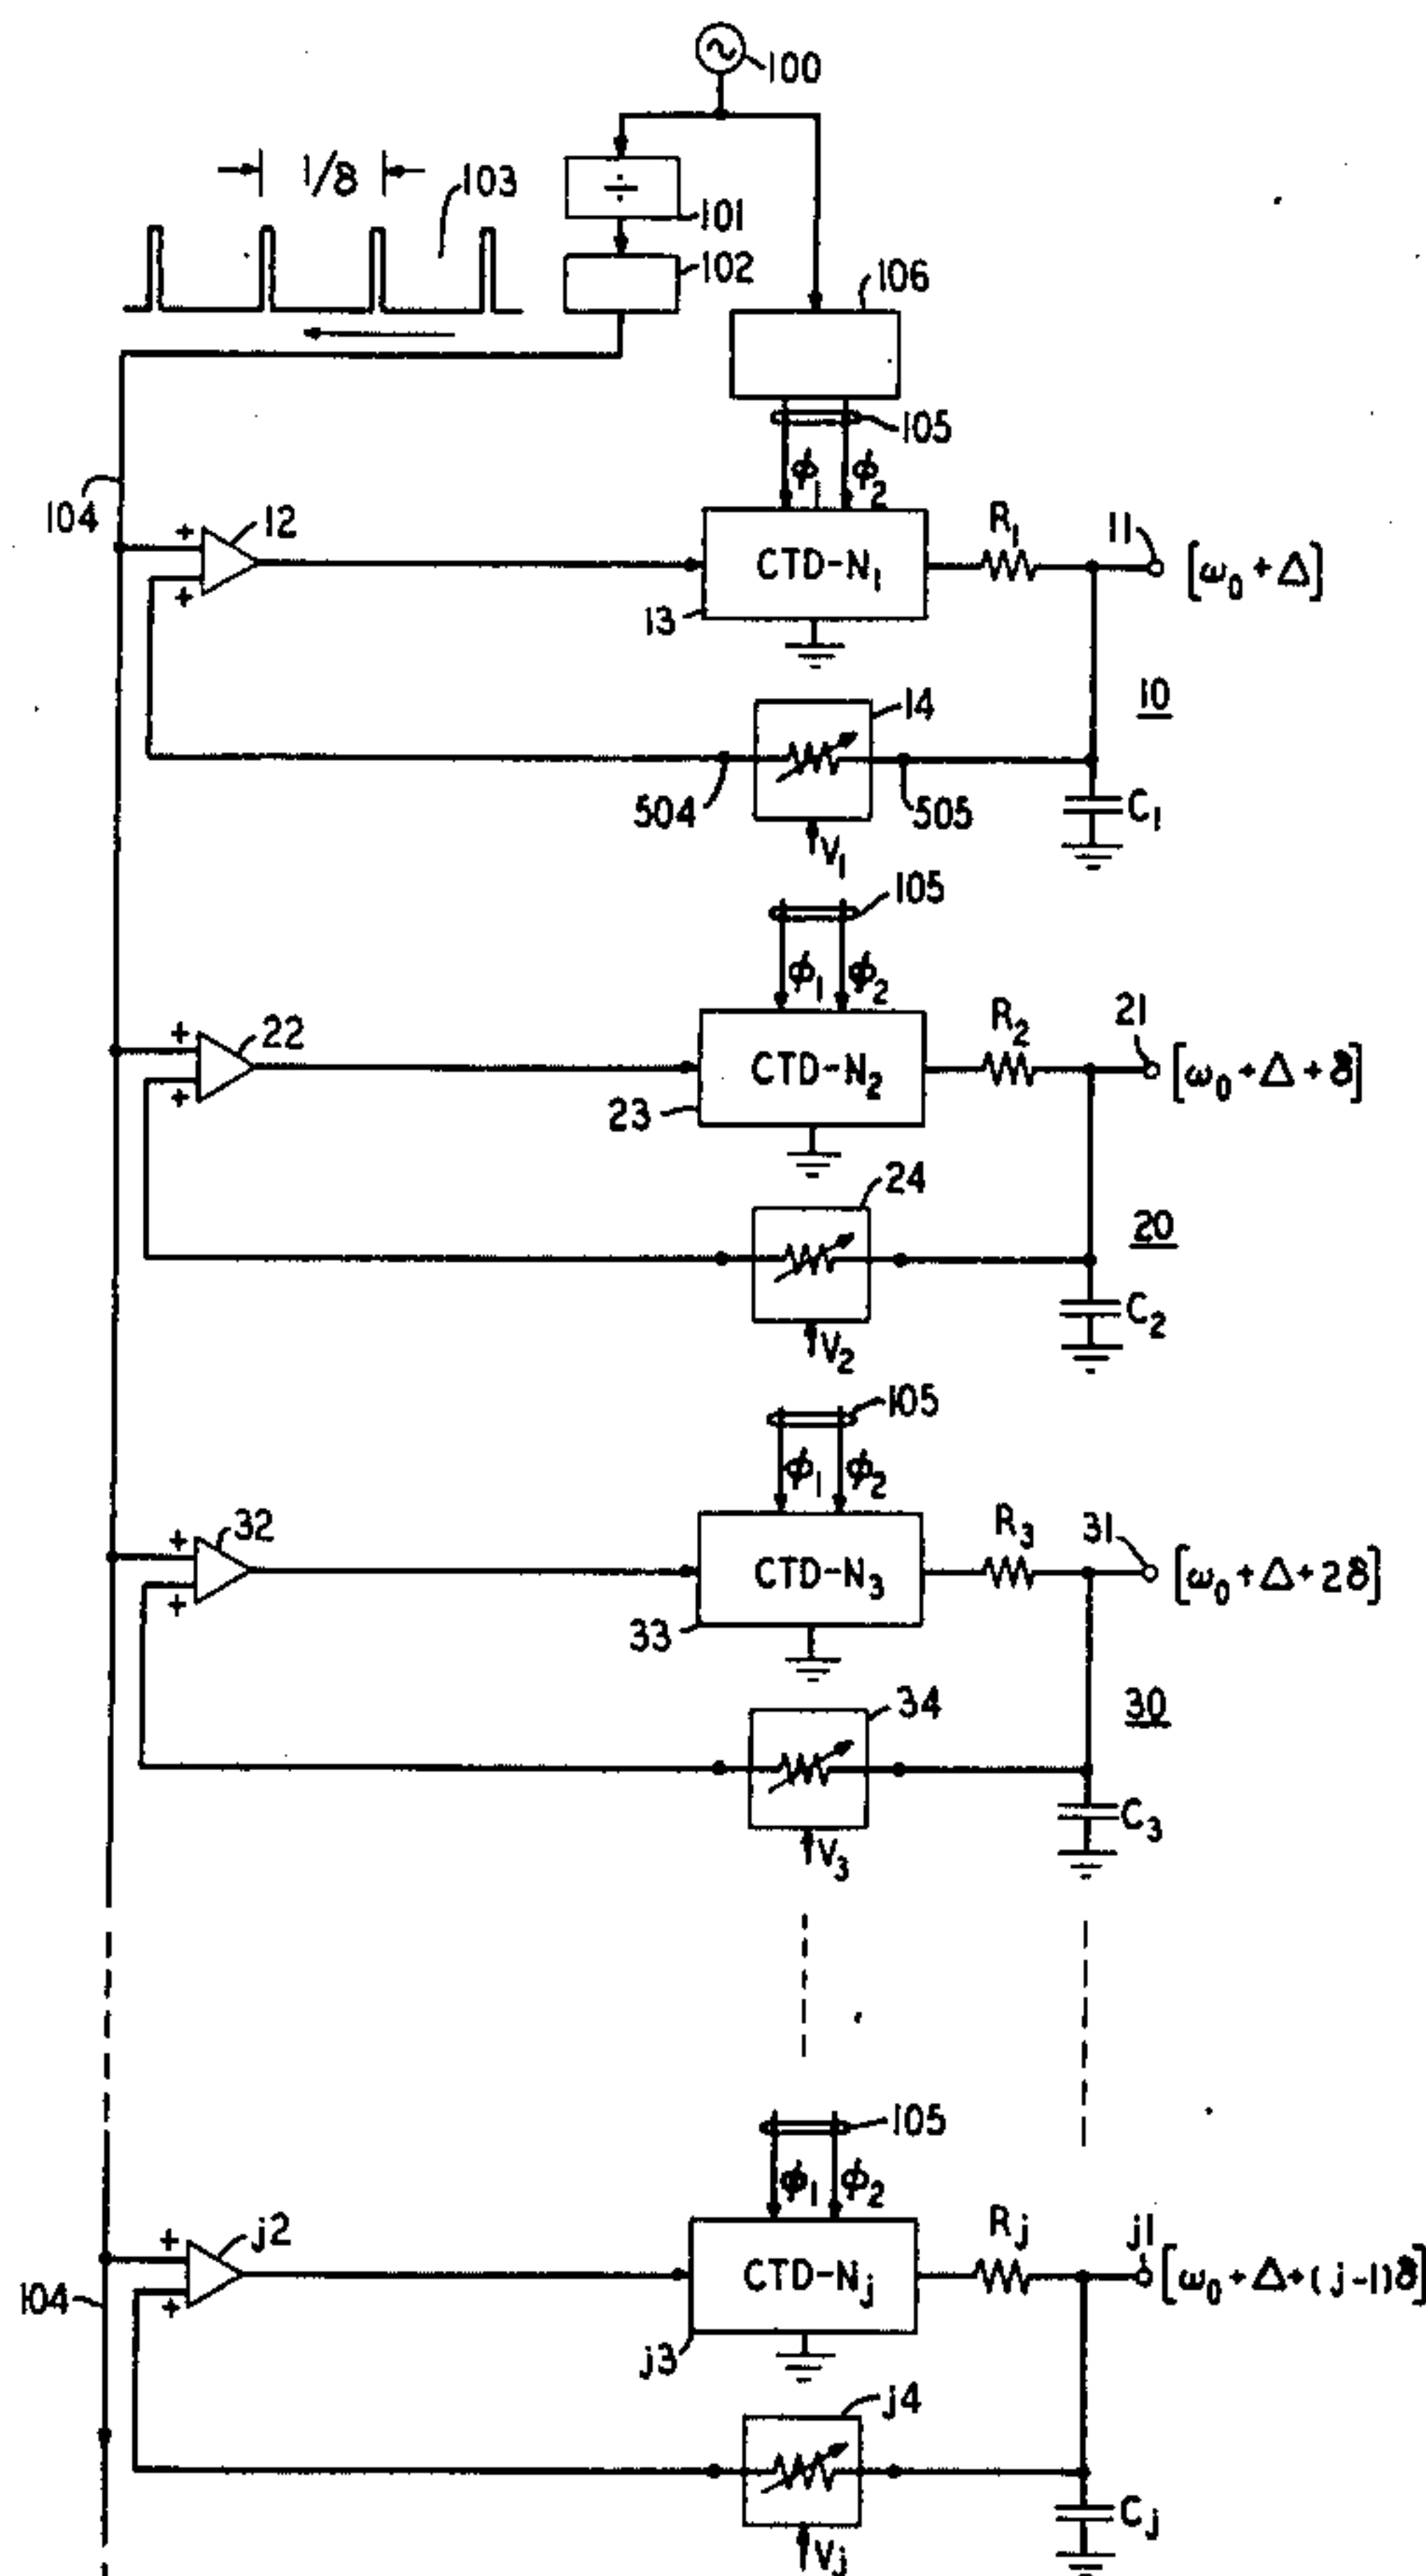 100
1/δ
103
÷
101
102
106
105
ϕ1 ϕ2
104
+
12
+
CTD-N1
13
R1
11
[ω0 + Δ]
14
10
504
505
C1
V1
105
ϕ1 ϕ2
+
22
+
CTD-N2
23
R2
21
[ω0 + Δ + δ]
24
20
C2
V2
105
ϕ1 ϕ2
+
32
+
CTD-N3
33
R3
31
[ω0 + Δ + 2δ]
34
30
C3
V3
105
ϕ1 ϕ2
+
j2
+
104
CTD-Nj
j3
Rj
j1
[ω0 + Δ + (j-1)δ]
j4
Cj
Vj